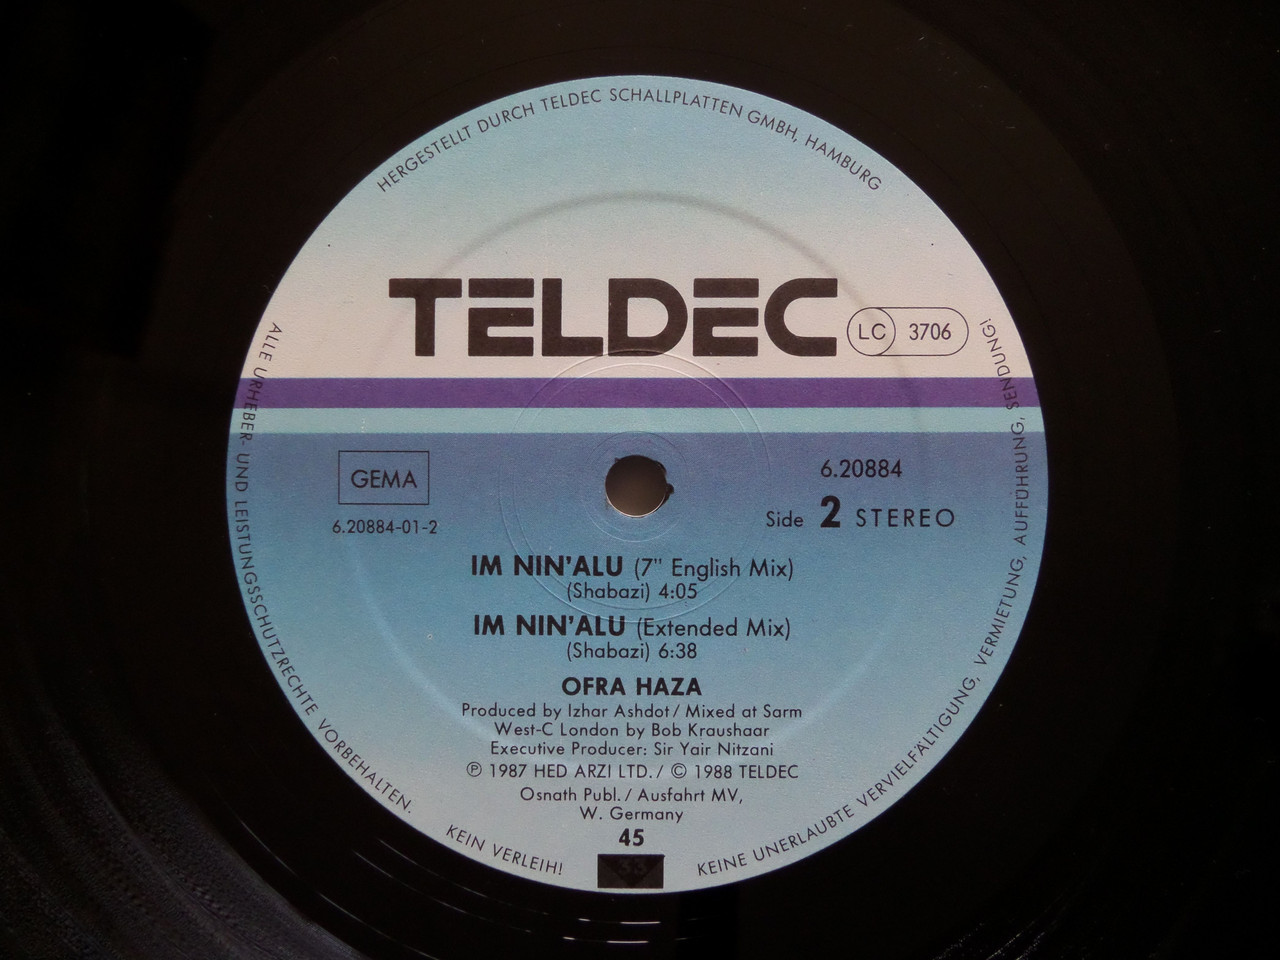 HERGESTELLT DURCH TELDEC SCHALLPLATTEN GMBH, HAMBURG
TELDEC
LC 3706
GEMA
6.20884-01-2
6.20884
Side 2 STEREO
IM NIN'ALU (7" English Mix)
(Shabazi) 4:05
IM NIN'ALU (Extended Mix)
(Shabazi) 6:38
OFRA HAZA
Produced by Izhar Ashdot / Mixed at Sarm
West-C London by Bob Kraushaar
Executive Producer: Sir Yair Nitzani
℗ 1987 HED ARZI LTD. / © 1988 TELDEC
Osnath Publ. / Ausfahrt MV,
W. Germany
45
33
ALLE URHEBER- UND LEISTUNGSSCHUTZRECHTE VORBEHALTEN.
KEIN VERLEIH!
KEINE UNERLAUBTE VERVIELFÄLTIGUNG, VERMIETUNG, AUFFÜHRUNG, SENDUNG!